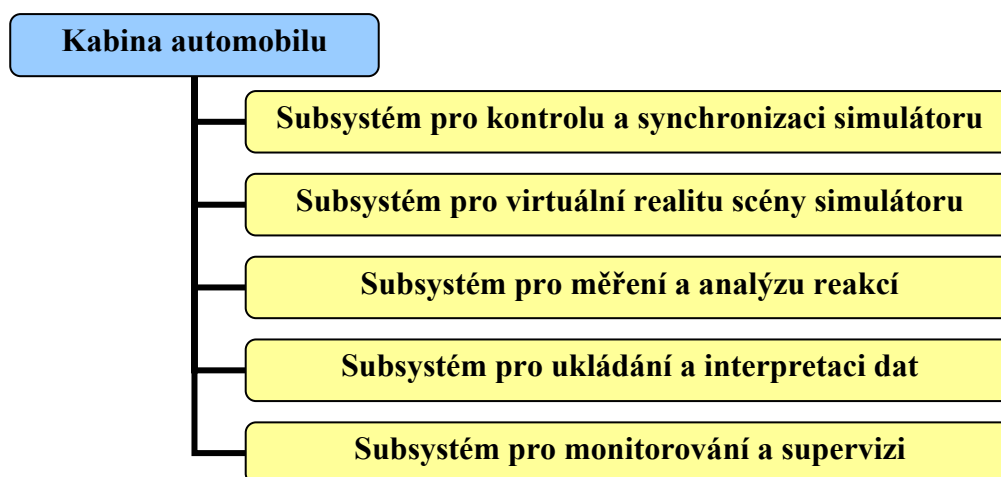 Kabina automobilu
Subsystém pro kontrolu a synchronizaci simulátoru
Subsystém pro virtuální realitu scény simulátoru
Subsystém pro měření a analýzu reakcí
Subsystém pro ukládání a interpretaci dat
Subsystém pro monitorování a supervizi